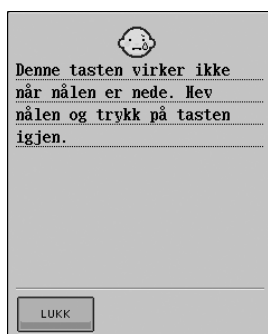 Denne tasten virker ikke
når nålen er nede. Hev
nålen og trykk på tasten
igjen.
LUKK